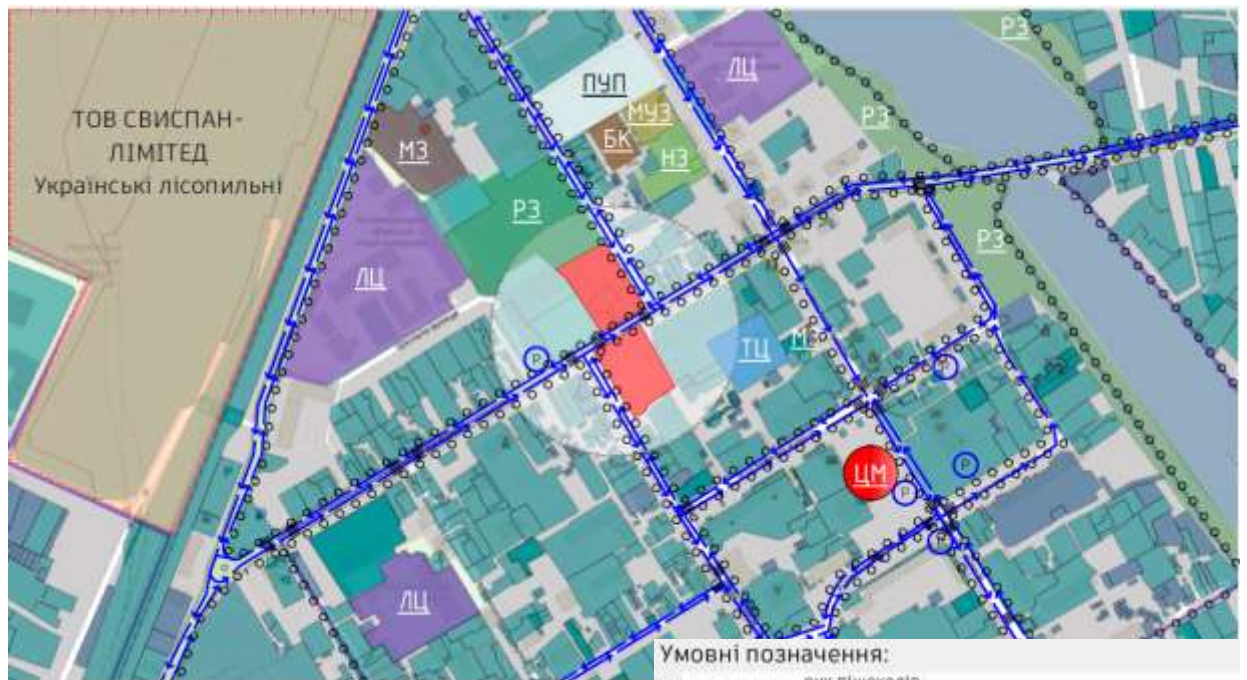 РЗ
ПУП
ЛЦ
ТОВ СВИСПАН-
ЛІМІТЕД
Українські лісопильні
МЗ
МУЗ
БК
НЗ
РЗ
РЗ
РЗ
ЛЦ
ТЦ
Р
Р
ЦМ
Р
Р
Р
ЛЦ
Умовні позначення: